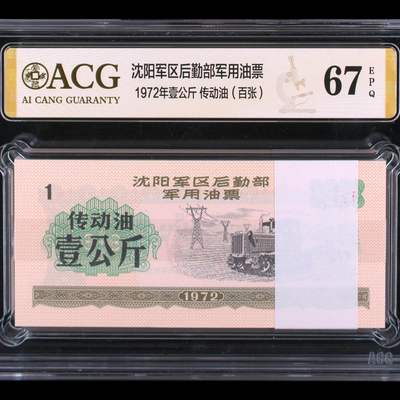 ACG
AI CANG GUARANTY
沈阳军区后勤部军用油票
1972年壹公斤 传动油（百张）
67
EPQ
1
沈阳军区后勤部
军用油票
传动油
壹公斤
1972
ACG